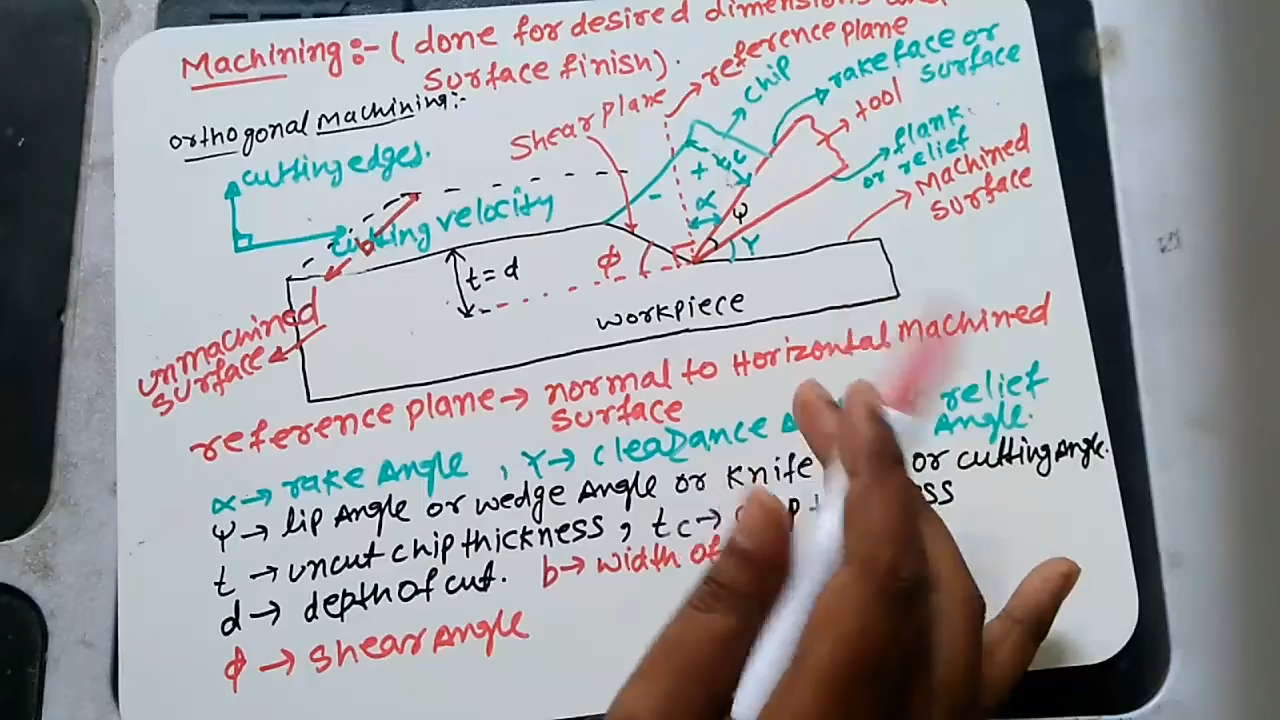 Machining :- ( done for desired dimensions
surface finish).
orthogonal machining:-
cutting edges.
velocity
Shear plane
reference plane
chip
rake face or
surface
tool
flank
or relief
Machined
surface
+
-
tc
α
ψ
γ
ϕ
b
t = d
workpiece
unmachined
surface
reference plane → normal to Horizontal Machined
surface
α → rake Angle , γ → clearance relief
Angle.
ψ → lip Angle or wedge Angle or knife or cutting Angle.
t → uncut chip thickness , tc →
d → depth of cut. b → width of
ϕ → shear Angle